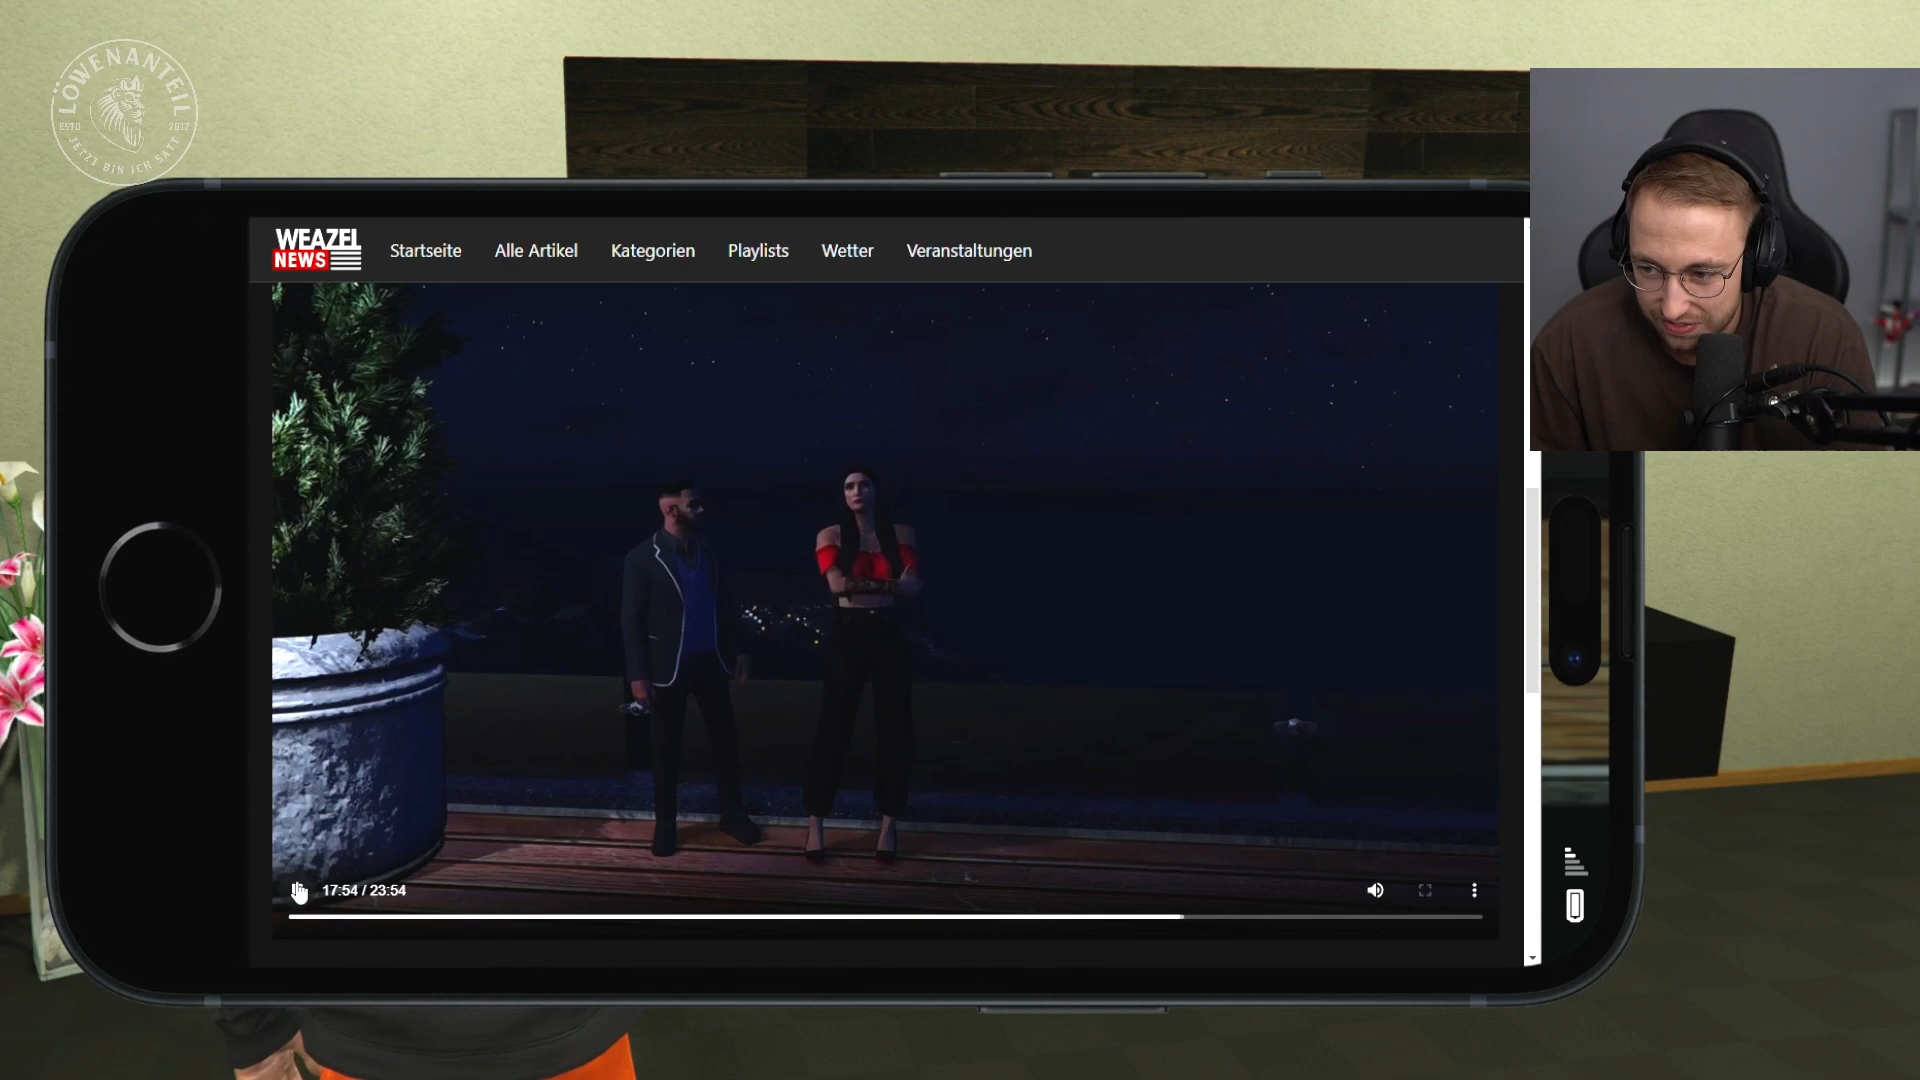 LÖWENANTEIL
ESTD 2017
JETZT BIN ICH SATT
WEAZEL
NEWS
Startseite Alle Artikel Kategorien Playlists Wetter Veranstaltungen
17:54 / 23:54